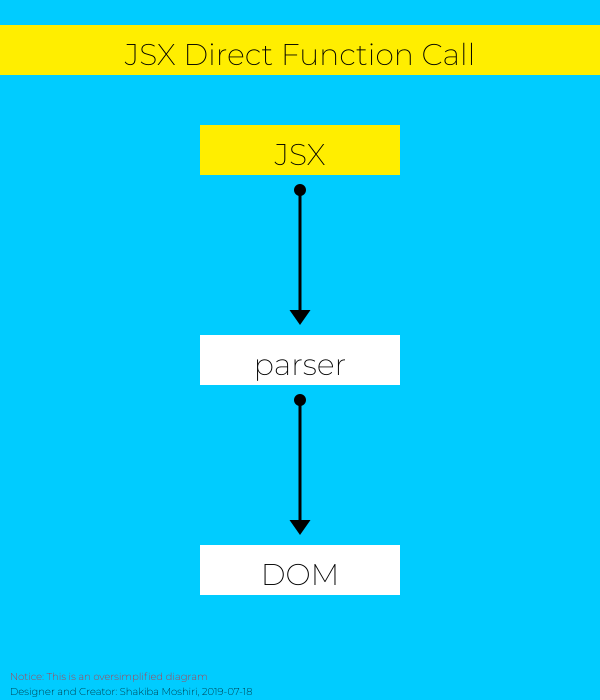 JSX Direct Function Call
JSX
parser
DOM
Notice: This is an oversimplified diagram
Designer and Creator: Shakiba Moshiri, 2019-07-18